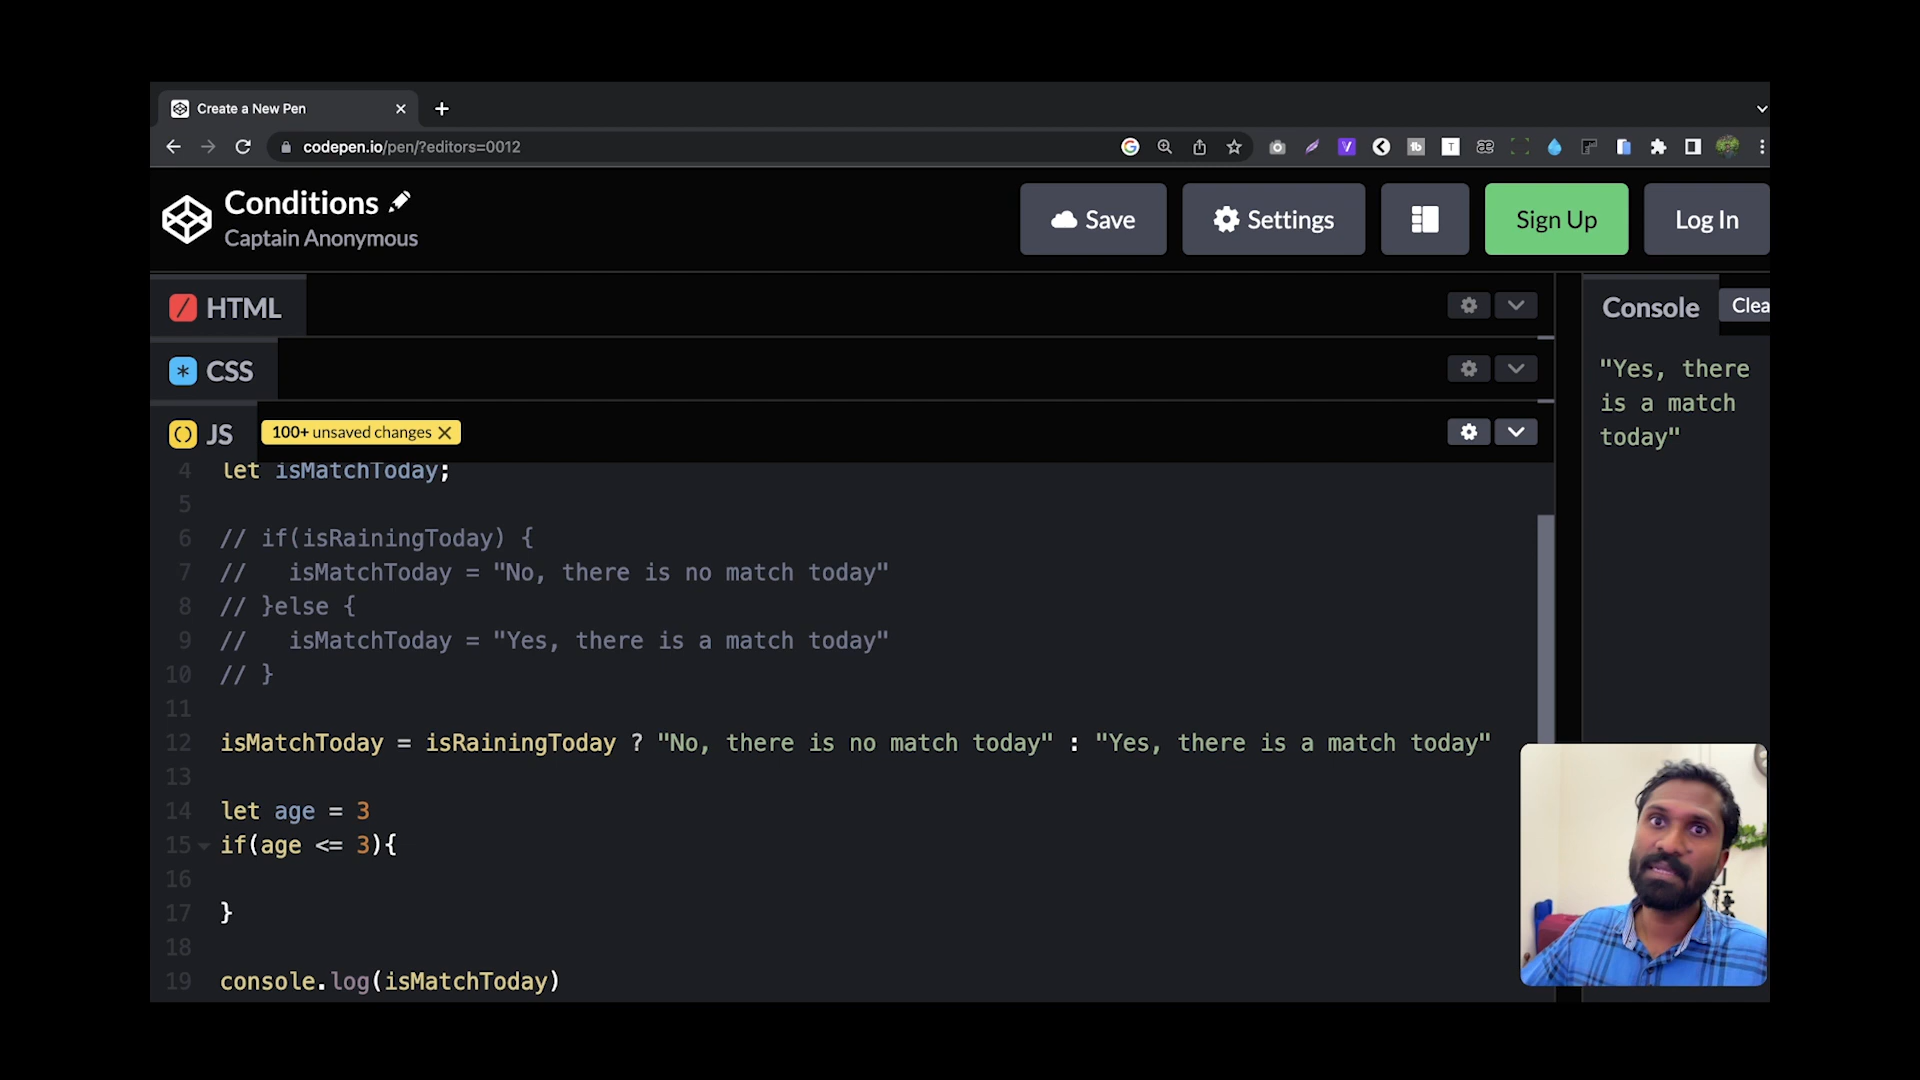 Create a New Pen
codepen.io/pen/?editors=0012
Conditions
Captain Anonymous
Save
Settings
Sign Up
Log In
HTML
CSS
JS
100+ unsaved changes
Console
Clea
"Yes, there
is a match
today"
4 let isMatchToday;
5
6 // if(isRainingToday) {
7 //   isMatchToday = "No, there is no match today"
8 // }else {
9 //   isMatchToday = "Yes, there is a match today"
10 // }
11
12 isMatchToday = isRainingToday ? "No, there is no match today" : "Yes, there is a match today"
13
14 let age = 3
15 if(age <= 3){
16
17 }
18
19 console.log(isMatchToday)